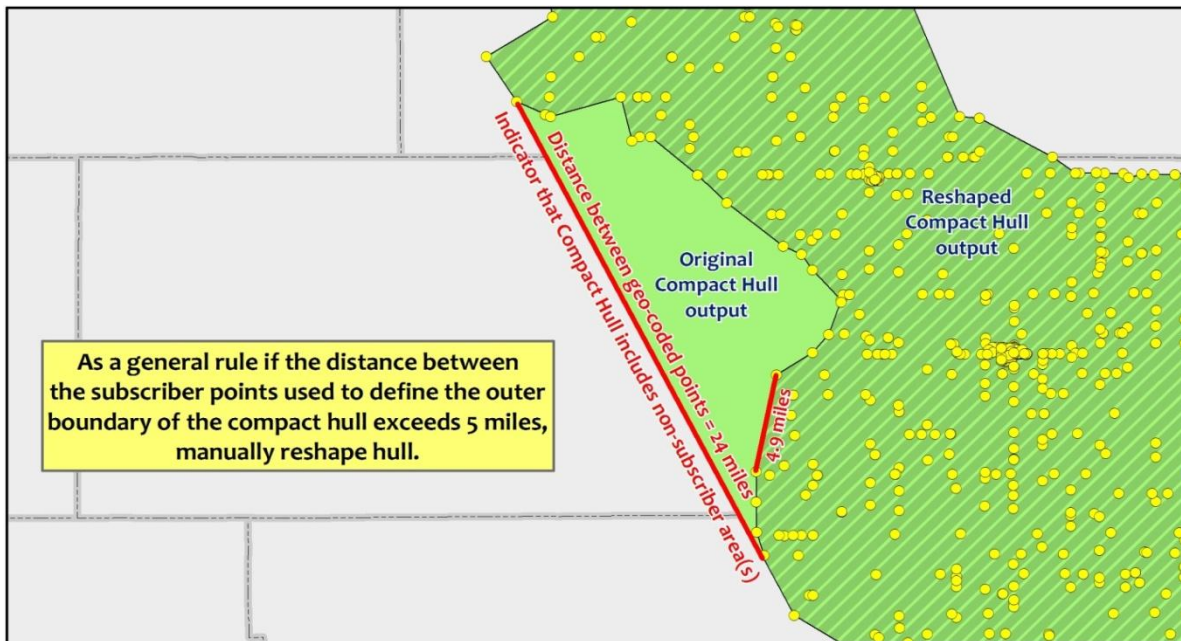 Distance between geo-coded points = 24 miles
Indicator that Compact Hull includes non-subscriber area(s)
Reshaped
Compact Hull
output
Original
Compact Hull
output
As a general rule if the distance between
the subscriber points used to define the outer
boundary of the compact hull exceeds 5 miles,
manually reshape hull.
4.9 miles